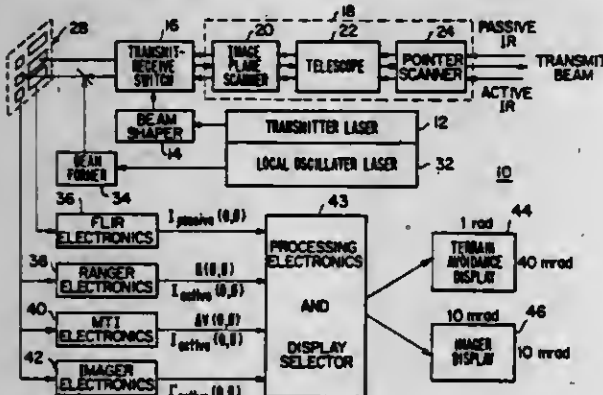 28
16
18
20
22
24
PASSIVE
IR
TRANSMIT-
RECEIVE
SWITCH
IMAGE
PLANE
SCANNER
TELESCOPE
POINTER
SCANNER
TRANSMIT
BEAM
ACTIVE
IR
BEAM
SHAPER
14
TRANSMITTER LASER
12
LOCAL OSCILLATER LASER
32
BEAM
FORMER
34
10
36
FLIR
ELECTRONICS
I passive (θ,θ)
43
38
RANGER
ELECTRONICS
R(θ,θ)
I active (θ,θ)
40
MTI
ELECTRONICS
ΔV(θ,θ)
I active (θ,θ)
42
IMAGER
ELECTRONICS
I active (θ,θ)
PROCESSING
ELECTRONICS
AND
DISPLAY
SELECTOR
1 rad
44
TERRAIN
AVOIDANCE
DISPLAY
40 mrad
10 mrad
46
IMAGER
DISPLAY
10 mrad